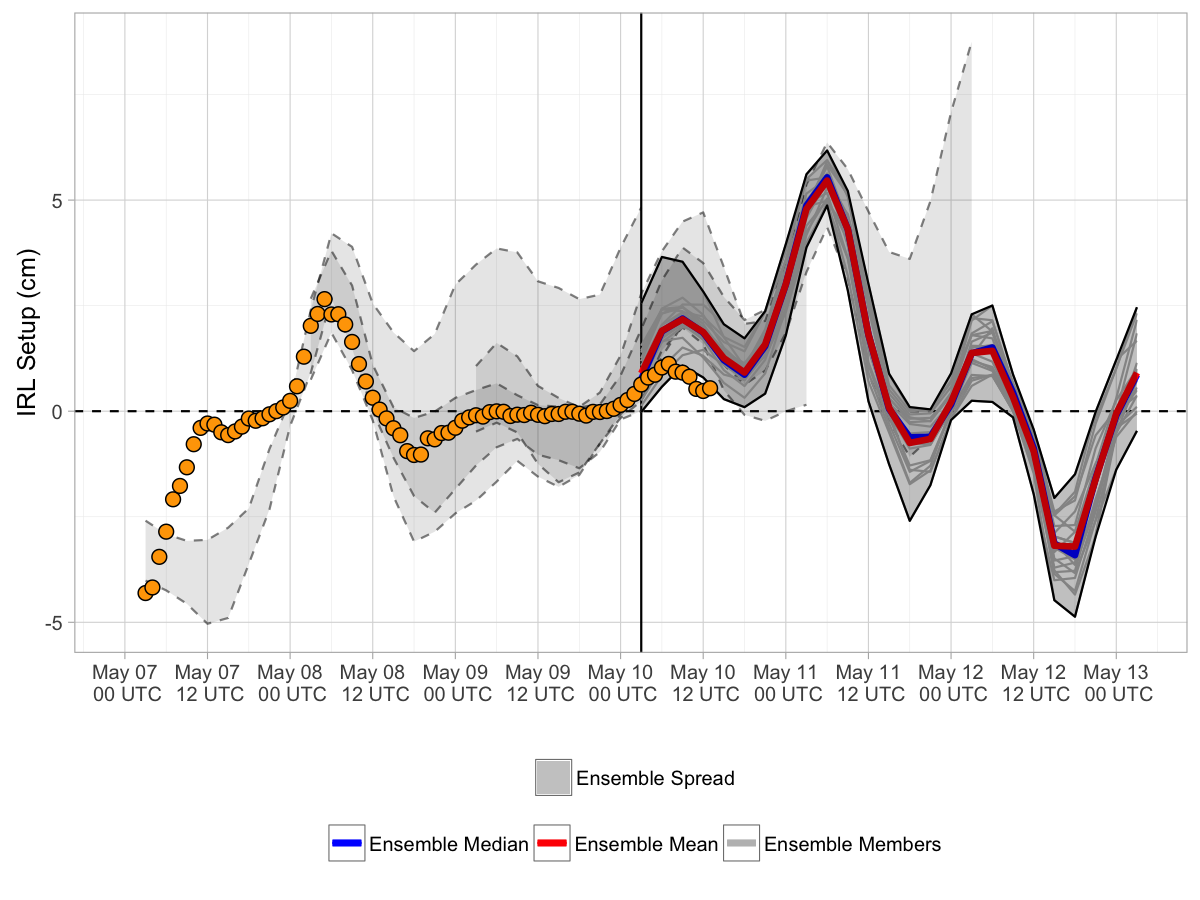 IRL Setup (cm)
5
0
-5
May 07 May 07 May 08 May 08 May 09 May 09 May 10 May 10 May 11 May 11 May 12 May 12 May 13
00 UTC 12 UTC 00 UTC 12 UTC 00 UTC 12 UTC 00 UTC 12 UTC 00 UTC 12 UTC 00 UTC 12 UTC 00 UTC
Ensemble Spread
Ensemble Median Ensemble Mean Ensemble Members